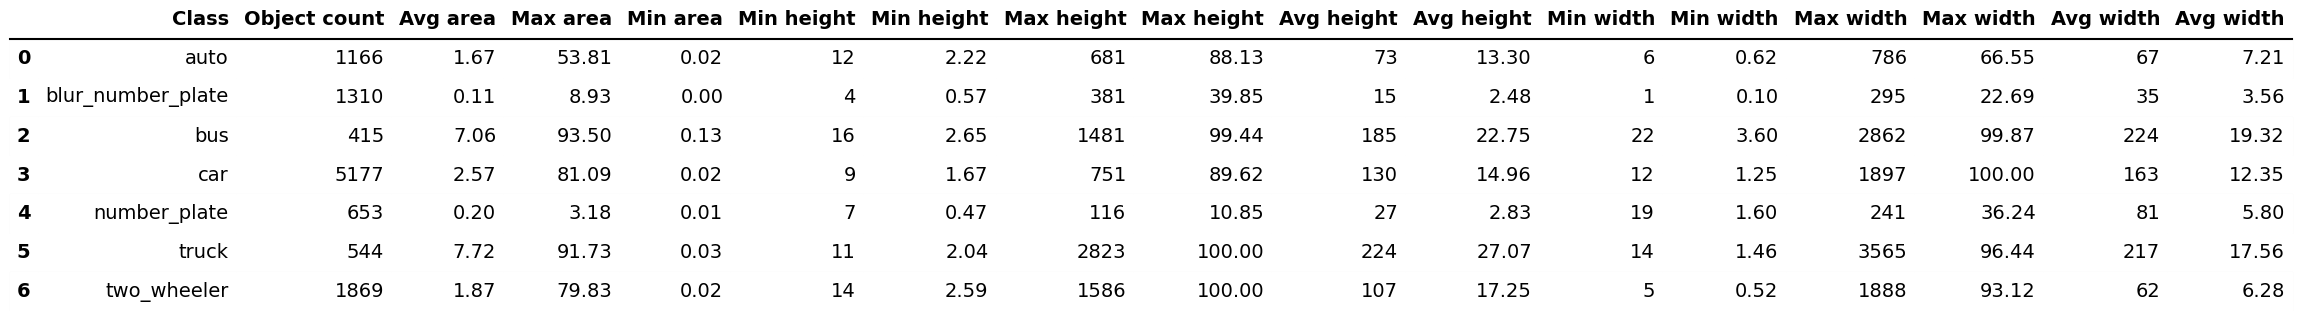 Class Object count Avg area Max area Min area Min height Min height Max height Max height Avg height Avg height Min width Min width Max width Max width Avg width Avg width
0 auto 1166 1.67 53.81 0.02 12 2.22 681 88.13 73 13.30 6 0.62 786 66.55 67 7.21
1 blur_number_plate 1310 0.11 8.93 0.00 4 0.57 381 39.85 15 2.48 1 0.10 295 22.69 35 3.56
2 bus 415 7.06 93.50 0.13 16 2.65 1481 99.44 185 22.75 22 3.60 2862 99.87 224 19.32
3 car 5177 2.57 81.09 0.02 9 1.67 751 89.62 130 14.96 12 1.25 1897 100.00 163 12.35
4 number_plate 653 0.20 3.18 0.01 7 0.47 116 10.85 27 2.83 19 1.60 241 36.24 81 5.80
5 truck 544 7.72 91.73 0.03 11 2.04 2823 100.00 224 27.07 14 1.46 3565 96.44 217 17.56
6 two_wheeler 1869 1.87 79.83 0.02 14 2.59 1586 100.00 107 17.25 5 0.52 1888 93.12 62 6.28